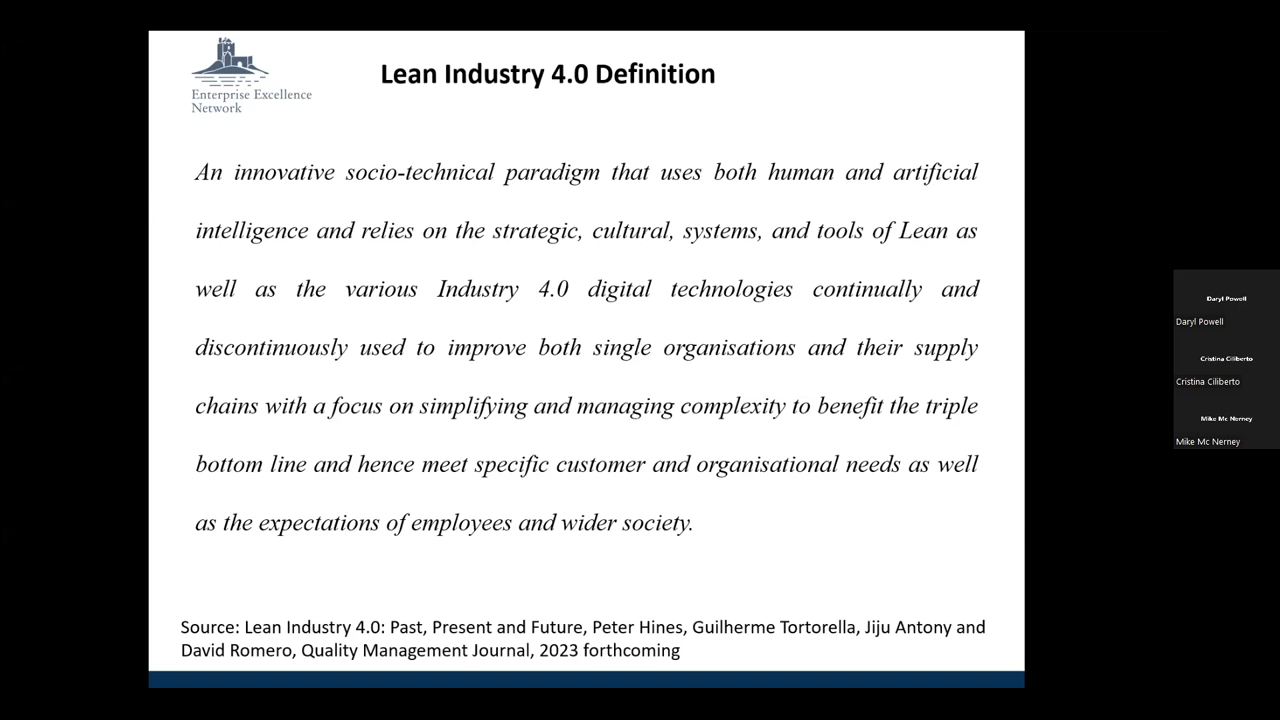 Enterprise Excellence
Network
Lean Industry 4.0 Definition
An innovative socio-technical paradigm that uses both human and artificial
intelligence and relies on the strategic, cultural, systems, and tools of Lean as
well as the various Industry 4.0 digital technologies continually and
discontinuously used to improve both single organisations and their supply
chains with a focus on simplifying and managing complexity to benefit the triple
bottom line and hence meet specific customer and organisational needs as well
as the expectations of employees and wider society.
Source: Lean Industry 4.0: Past, Present and Future, Peter Hines, Guilherme Tortorella, Jiju Antony and
David Romero, Quality Management Journal, 2023 forthcoming
Daryl Powell
Daryl Powell
Cristina Ciliberto
Cristina Ciliberto
Mike Mc Nerney
Mike Mc Nerney